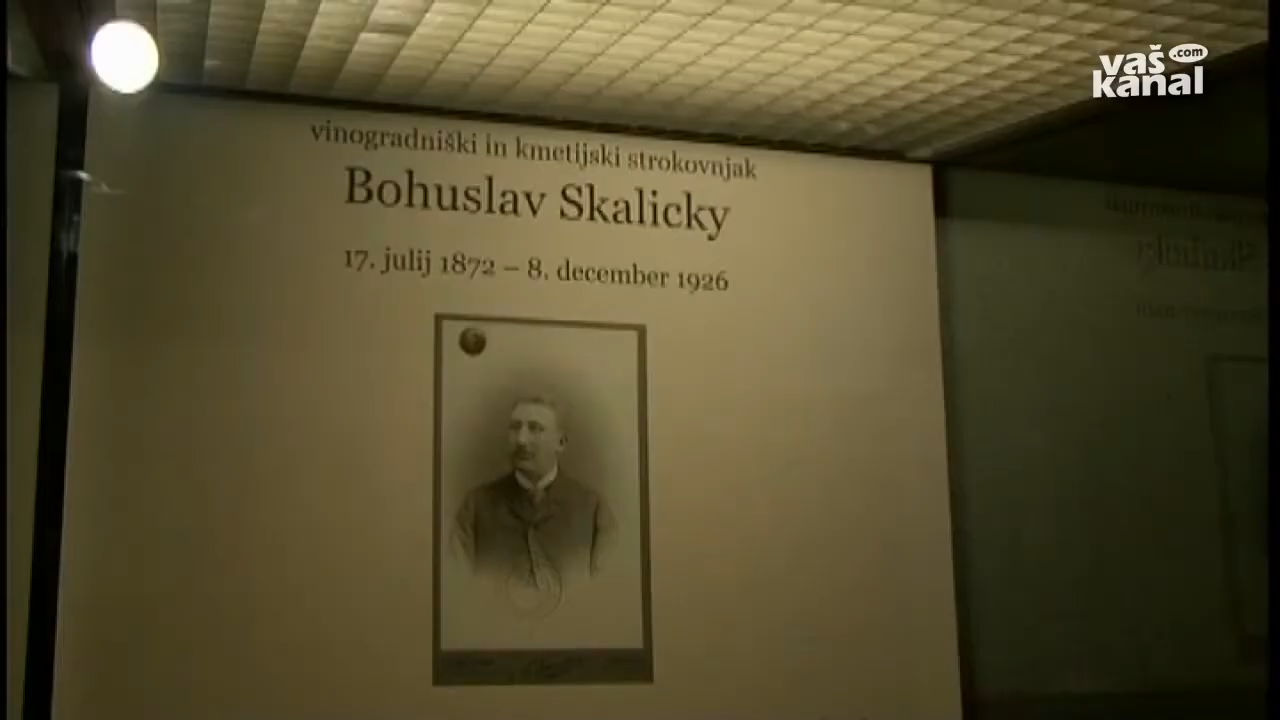 vaš .com
kanal
vinogradniški in kmetijski strokovnjak
Bohuslav Skalicky
17. julij 1872 – 8. december 1926